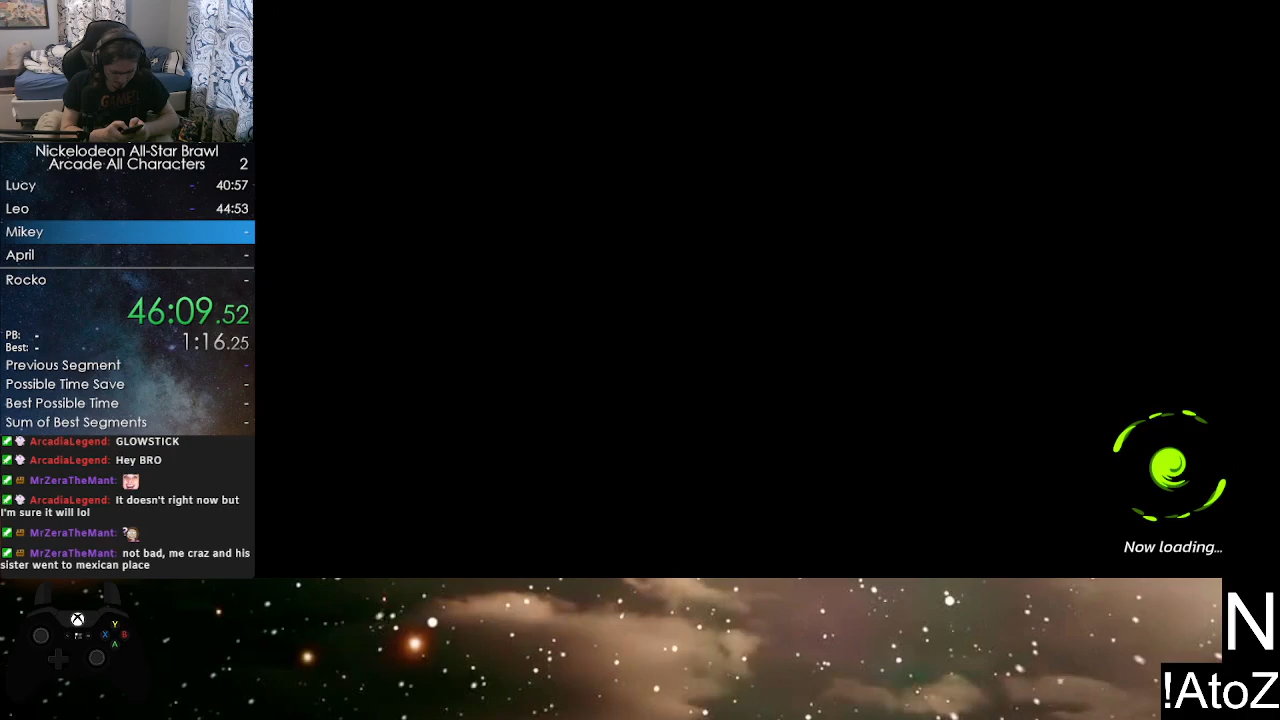 GAMER
Nickelodeon All-Star Brawl
Arcade All Characters 2
Lucy - 40:57
Leo - 44:53
Mikey -
April -
Rocko -
46:09.52
PB: - 1:16.25
Best: -
Previous Segment -
Possible Time Save -
Best Possible Time -
Sum of Best Segments -
ArcadiaLegend: GLOWSTICK
ArcadiaLegend: Hey BRO
MrZeraTheMant:
ArcadiaLegend: It doesn't right now but
I'm sure it will lol
MrZeraTheMant: ?
MrZeraTheMant: not bad, me craz and his
sister went to mexican place
Now loading...
Y
X B
A
N
!AtoZ